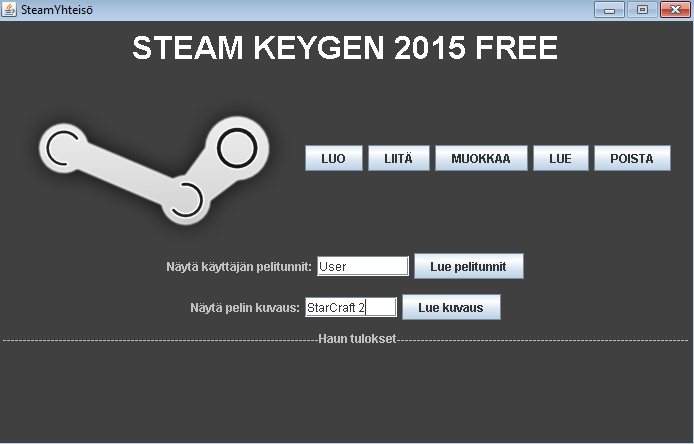 SteamYhteisö
STEAM KEYGEN 2015 FREE
LUO LIITÄ MUOKKAA LUE POISTA
Näytä käyttäjän pelitunnit: User Lue pelitunnit
Näytä pelin kuvaus: StarCraft 2 Lue kuvaus
Haun tulokset